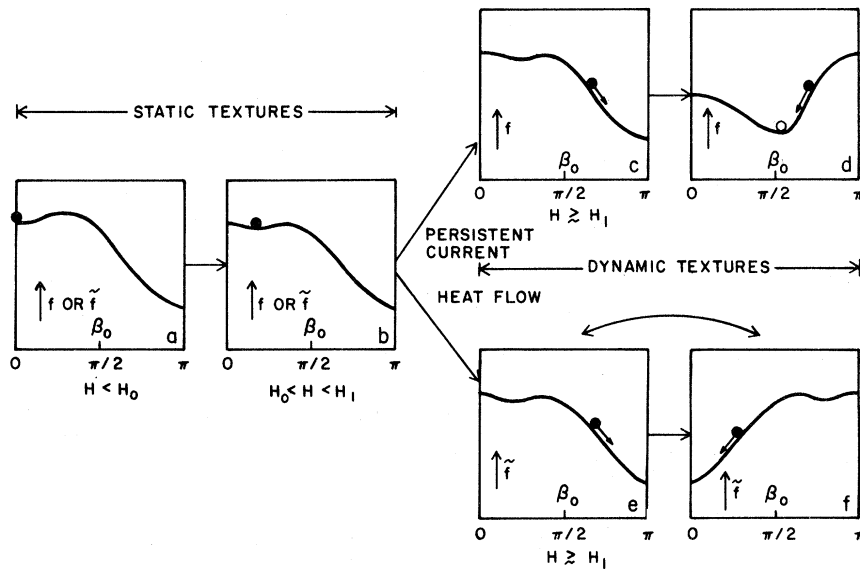 STATIC TEXTURES
f OR f̃
a
β₀
0 π/2 π
H < H₀
f OR f̃
b
β₀
0 π/2 π
H₀ < H < H₁
f
c
β₀
0 π/2 π
H ≳ H₁
f
d
β₀
0 π/2 π
PERSISTENT
CURRENT
DYNAMIC TEXTURES
HEAT FLOW
f̃
e
β₀
0 π/2 π
H ≳ H₁
f̃
f
β₀
0 π/2 π